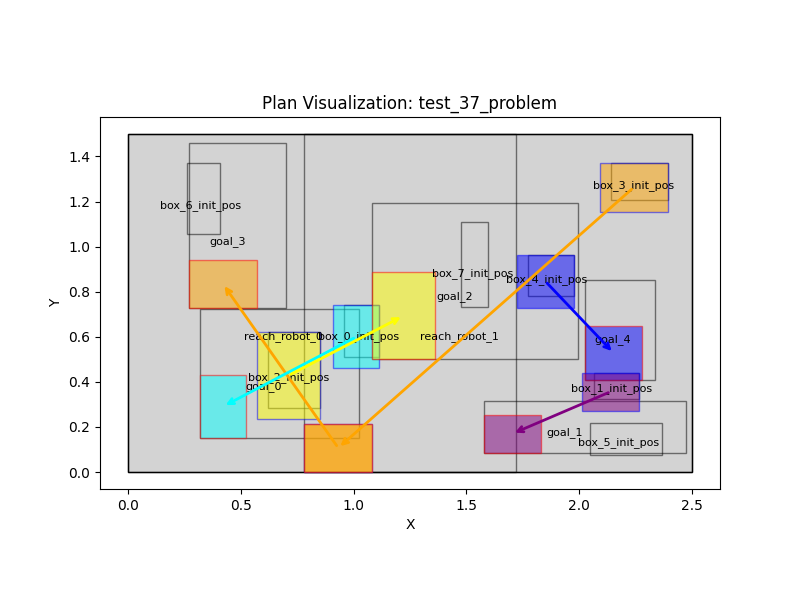 Plan Visualization: test_37_problem
box_3_init_pos
box_6_init_pos
goal_3
box_7_init_pos
box_4_init_pos
goal_2
reach_robot_0
box_0_init_pos
reach_robot_1
goal_4
box_2_init_pos
goal_0
box_1_init_pos
goal_1
box_5_init_pos
Y
1.4
1.2
1.0
0.8
0.6
0.4
0.2
0.0
0.0 0.5 1.0 1.5 2.0 2.5
X